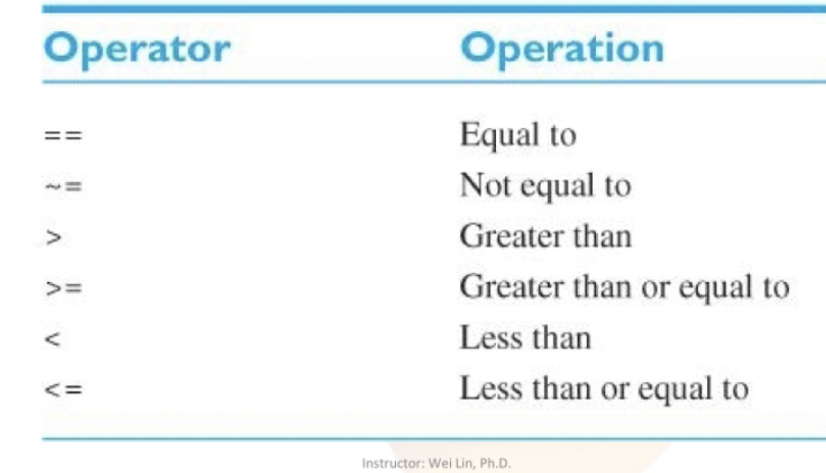 Operator Operation
== Equal to
~= Not equal to
> Greater than
>= Greater than or equal to
< Less than
<= Less than or equal to
Instructor: Wei Lin, Ph.D.